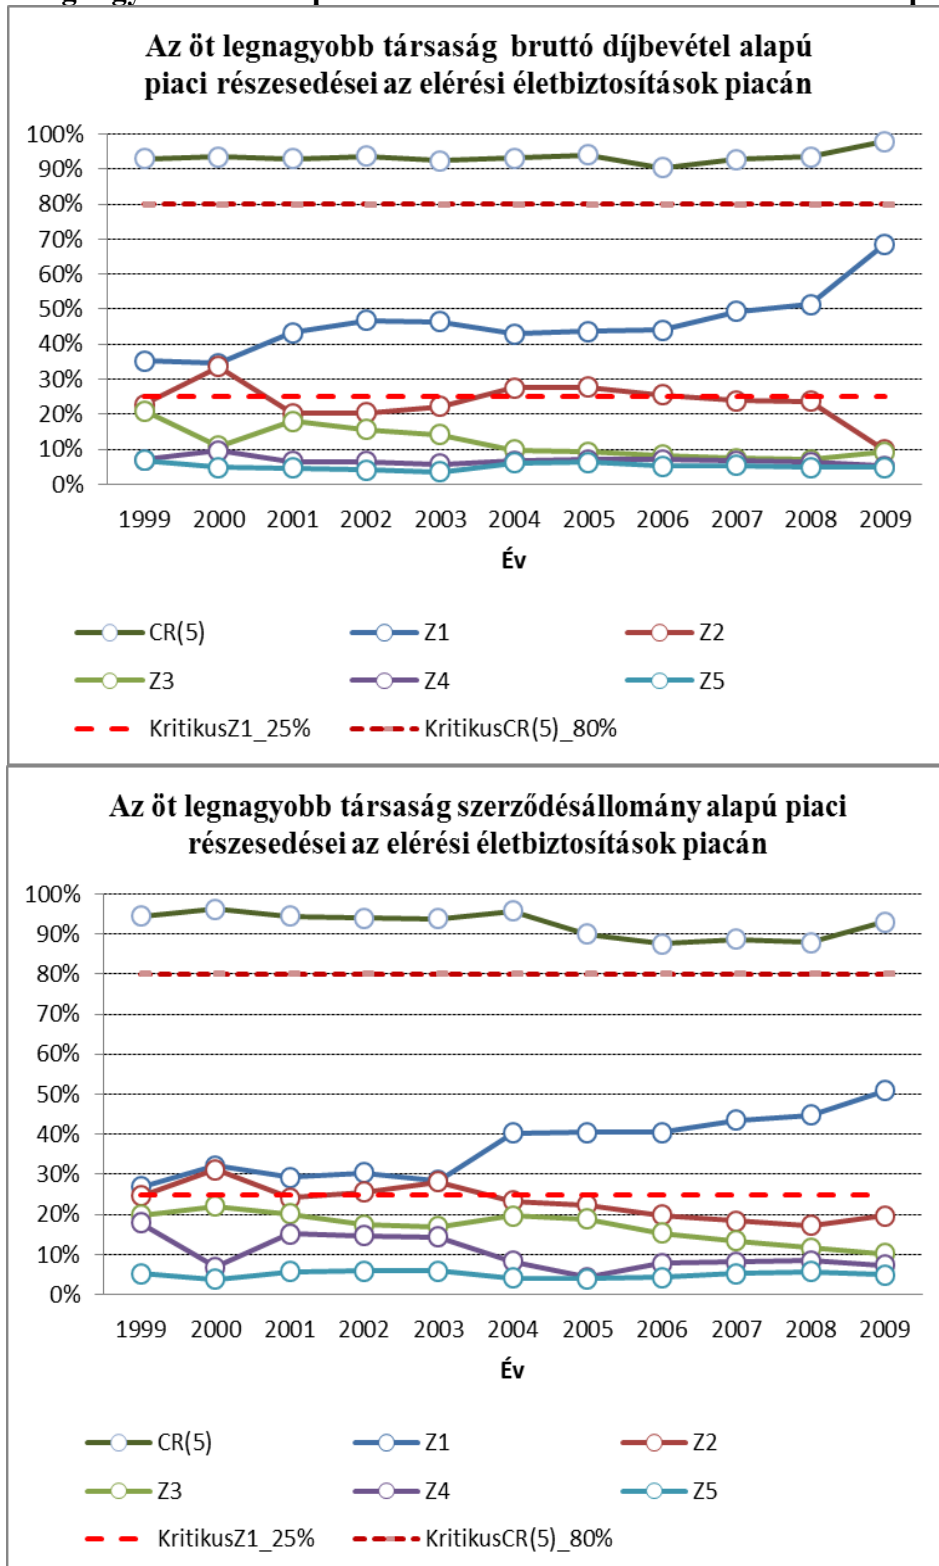 Az öt legnagyobb társaság bruttó díjbevétel alapú
piaci részesedései az elérési életbiztosítások piacán
100%
90%
80%
70%
60%
50%
40%
30%
20%
10%
0%
1999 2000 2001 2002 2003 2004 2005 2006 2007 2008 2009
Év
CR(5) Z1 Z2
Z3 Z4 Z5
KritikusZ1_25% KritikusCR(5)_80%
Az öt legnagyobb társaság szerződésállomány alapú piaci
részesedései az elérési életbiztosítások piacán
100%
90%
80%
70%
60%
50%
40%
30%
20%
10%
0%
1999 2000 2001 2002 2003 2004 2005 2006 2007 2008 2009
Év
CR(5) Z1 Z2
Z3 Z4 Z5
KritikusZ1_25% KritikusCR(5)_80%